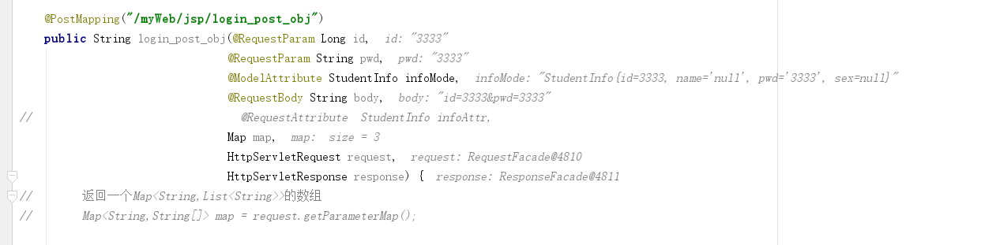 @PostMapping("/myWeb/jsp/login_post_obj")
public String login_post_obj(@RequestParam Long id,  id: "3333"
@RequestParam String pwd,  pwd: "3333"
@ModelAttribute StudentInfo infoMode,  infoMode: "StudentInfo{id=3333, name='null', pwd='3333', sex=null}"
@RequestBody String body,  body: "id=3333&pwd=3333"
// @RequestAttribute  StudentInfo infoAttr,
Map map,  map:  size = 3
HttpServletRequest request,  request: RequestFacade@4810
HttpServletResponse response) {  response: ResponseFacade@4811
// 返回一个Map<String,List<String>>的数组
// Map<String,String[]> map = request.getParameterMap();